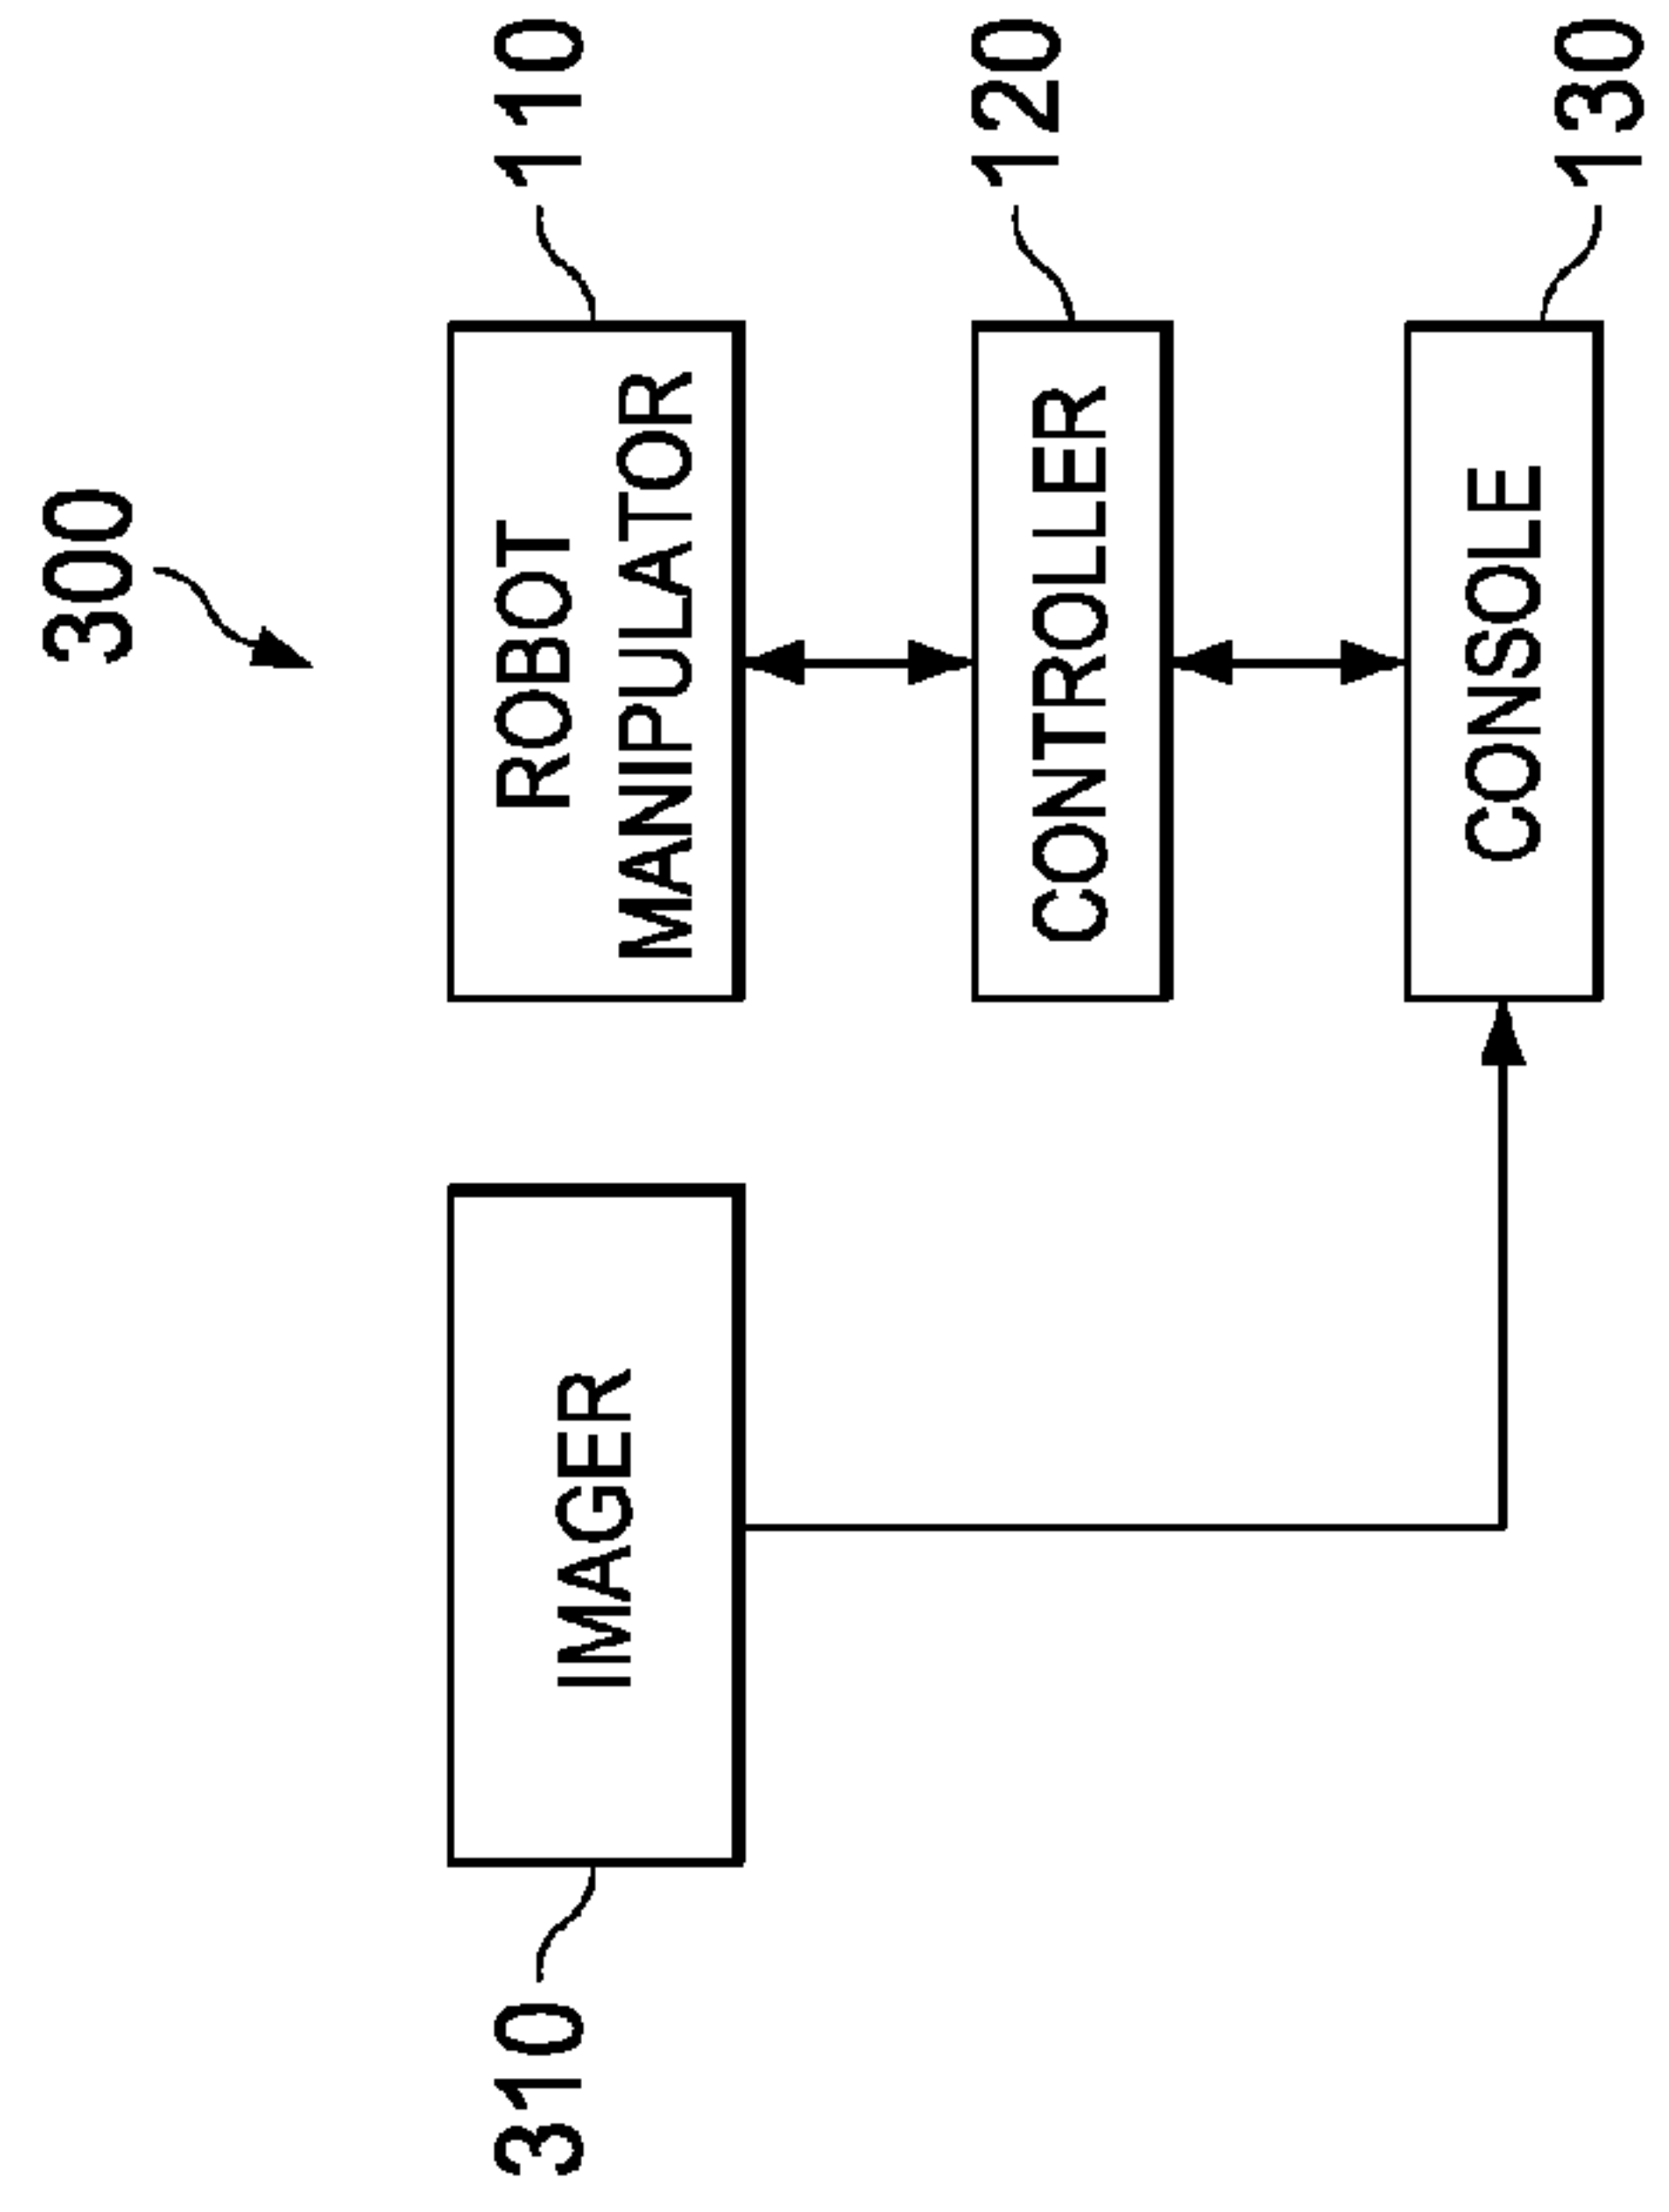 300
310
IMAGER
ROBOT
MANIPULATOR
110
CONTROLLER
120
CONSOLE
130